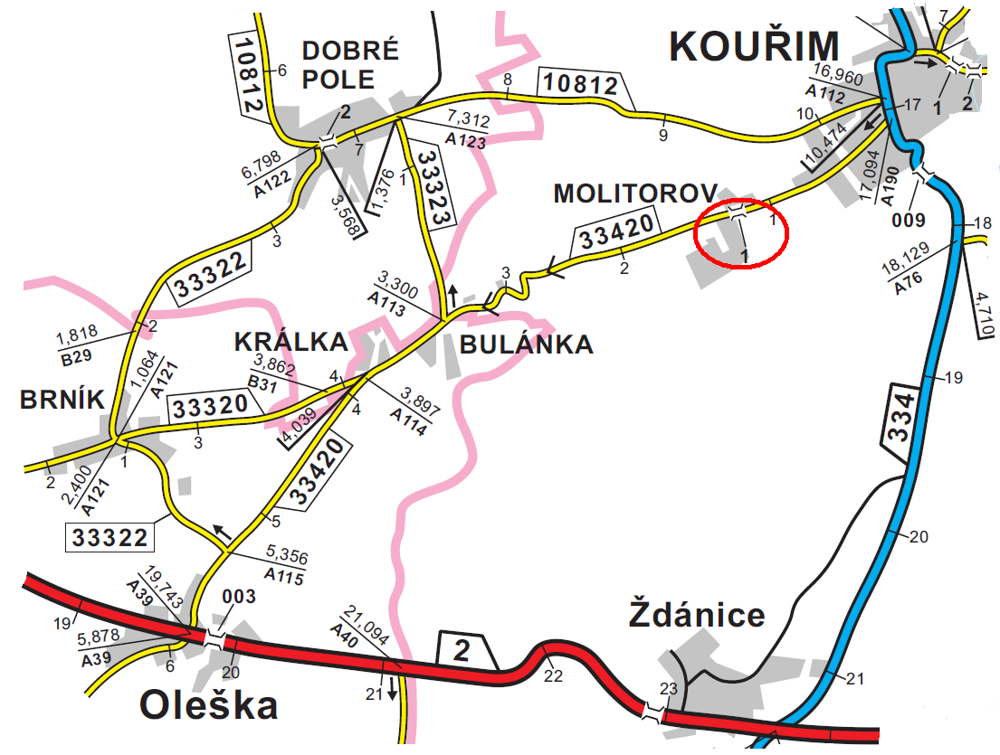 7
KOUŘIM
DOBRÉ
POLE
10812
6
8
10812
16,960
A112
17
1
2
2
7,312
A123
7
9
10
10,474
6,798
A122
3,568
1,376
1
33323
17,094
A190
009
MOLITOROV
1
33420
1
2
3
18
18,129
A76
4,710
3
33322
3,300
A113
2
1,818
B29
KRÁLKA
BULÁNKA
1,064
A121
3,862
B31
4
4
3,897
A114
BRNÍK
33320
3
4,039
19
334
33420
1
2
2,400
A121
5
33322
20
5,356
A115
19,743
A39
003
19
5,878
A39
6
20
21,094
A40
2
Ždánice
22
21
21
23
Oleška